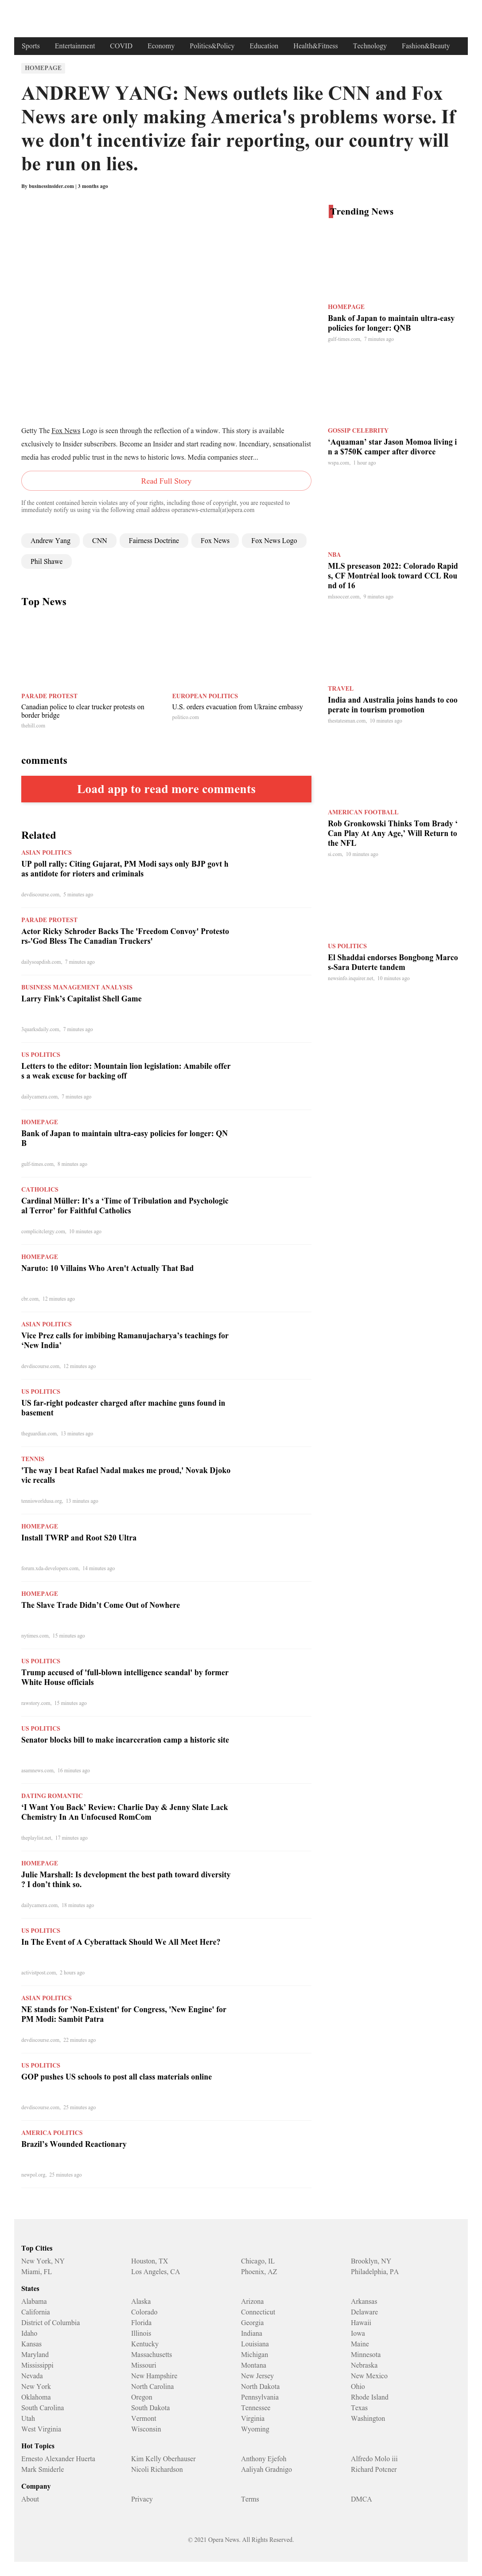 Sports Entertainment COVID Economy Politics&Policy Education Health&Fitness Technology Fashion&Beauty
HOMEPAGE
ANDREW YANG: News outlets like CNN and Fox
News are only making America's problems worse. If
we don't incentivize fair reporting, our country will
be run on lies.
By businessinsider.com | 3 months ago
Getty The Fox News Logo is seen through the reflection of a window. This story is available
exclusively to Insider subscribers. Become an Insider and start reading now. Incendiary, sensationalist
media has eroded public trust in the news to historic lows. Media companies steer...
Read Full Story
If the content contained herein violates any of your rights, including those of copyright, you are requested to
immediately notify us using via the following email address operanews-external(at)opera.com
Andrew Yang CNN Fairness Doctrine Fox News Fox News Logo
Phil Shawe
Top News
PARADE PROTEST
Canadian police to clear trucker protests on
border bridge
thehill.com
EUROPEAN POLITICS
U.S. orders evacuation from Ukraine embassy
politico.com
comments
Load app to read more comments
Related
ASIAN POLITICS
UP poll rally: Citing Gujarat, PM Modi says only BJP govt h
as antidote for rioters and criminals
devdiscourse.com, 5 minutes ago
PARADE PROTEST
Actor Ricky Schroder Backs The 'Freedom Convoy' Protesto
rs-'God Bless The Canadian Truckers'
dailysoapdish.com, 7 minutes ago
BUSINESS MANAGEMENT ANALYSIS
Larry Fink’s Capitalist Shell Game
3quarksdaily.com, 7 minutes ago
US POLITICS
Letters to the editor: Mountain lion legislation: Amabile offer
s a weak excuse for backing off
dailycamera.com, 7 minutes ago
HOMEPAGE
Bank of Japan to maintain ultra-easy policies for longer: QN
B
gulf-times.com, 8 minutes ago
CATHOLICS
Cardinal Müller: It’s a ‘Time of Tribulation and Psychologic
al Terror’ for Faithful Catholics
complicitclergy.com, 10 minutes ago
HOMEPAGE
Naruto: 10 Villains Who Aren't Actually That Bad
cbr.com, 12 minutes ago
ASIAN POLITICS
Vice Prez calls for imbibing Ramanujacharya’s teachings for
‘New India’
devdiscourse.com, 12 minutes ago
US POLITICS
US far-right podcaster charged after machine guns found in
basement
theguardian.com, 13 minutes ago
TENNIS
'The way I beat Rafael Nadal makes me proud,' Novak Djoko
vic recalls
tennisworldusa.org, 13 minutes ago
HOMEPAGE
Install TWRP and Root S20 Ultra
forum.xda-developers.com, 14 minutes ago
HOMEPAGE
The Slave Trade Didn’t Come Out of Nowhere
nytimes.com, 15 minutes ago
US POLITICS
Trump accused of 'full-blown intelligence scandal' by former
White House officials
rawstory.com, 15 minutes ago
US POLITICS
Senator blocks bill to make incarceration camp a historic site
asamnews.com, 16 minutes ago
DATING ROMANTIC
‘I Want You Back’ Review: Charlie Day & Jenny Slate Lack
Chemistry In An Unfocused RomCom
theplaylist.net, 17 minutes ago
HOMEPAGE
Julie Marshall: Is development the best path toward diversity
? I don’t think so.
dailycamera.com, 18 minutes ago
US POLITICS
In The Event of A Cyberattack Should We All Meet Here?
activistpost.com, 2 hours ago
ASIAN POLITICS
NE stands for 'Non-Existent' for Congress, 'New Engine' for
PM Modi: Sambit Patra
devdiscourse.com, 22 minutes ago
US POLITICS
GOP pushes US schools to post all class materials online
devdiscourse.com, 25 minutes ago
AMERICA POLITICS
Brazil’s Wounded Reactionary
newpol.org, 25 minutes ago
Trending News
HOMEPAGE
Bank of Japan to maintain ultra-easy
policies for longer: QNB
gulf-times.com, 7 minutes ago
GOSSIP CELEBRITY
‘Aquaman’ star Jason Momoa living i
n a $750K camper after divorce
wqra.com, 1 hour ago
NBA
MLS preseason 2022: Colorado Rapid
s, CF Montréal look toward CCL Rou
nd of 16
mlssoccer.com, 9 minutes ago
TRAVEL
India and Australia joins hands to coo
perate in tourism promotion
thestatesman.com, 10 minutes ago
AMERICAN FOOTBALL
Rob Gronkowski Thinks Tom Brady ‘
Can Play At Any Age,’ Will Return to
the NFL
si.com, 10 minutes ago
US POLITICS
El Shaddai endorses Bongbong Marco
s-Sara Duterte tandem
newsinfo.inquirer.net, 10 minutes ago
Top Cities
New York, NY Houston, TX Chicago, IL Brooklyn, NY
Miami, FL Los Angeles, CA Phoenix, AZ Philadelphia, PA
States
Alabama Alaska Arizona Arkansas
California Colorado Connecticut Delaware
District of Columbia Florida Georgia Hawaii
Idaho Illinois Indiana Iowa
Kansas Kentucky Louisiana Maine
Maryland Massachusetts Michigan Minnesota
Mississippi Missouri Montana Nebraska
Nevada New Hampshire New Jersey New Mexico
New York North Carolina North Dakota Ohio
Oklahoma Oregon Pennsylvania Rhode Island
South Carolina South Dakota Tennessee Texas
Utah Vermont Virginia Washington
West Virginia Wisconsin Wyoming
Hot Topics
Ernesto Alexander Huerta Kim Kelly Oberhauser Anthony Ejefoh Alfredo Molo iii
Mark Smiderle Nicoli Richardson Aaliyah Gradnigo Richard Potcner
Company
About Privacy Terms DMCA
© 2021 Opera News. All Rights Reserved.